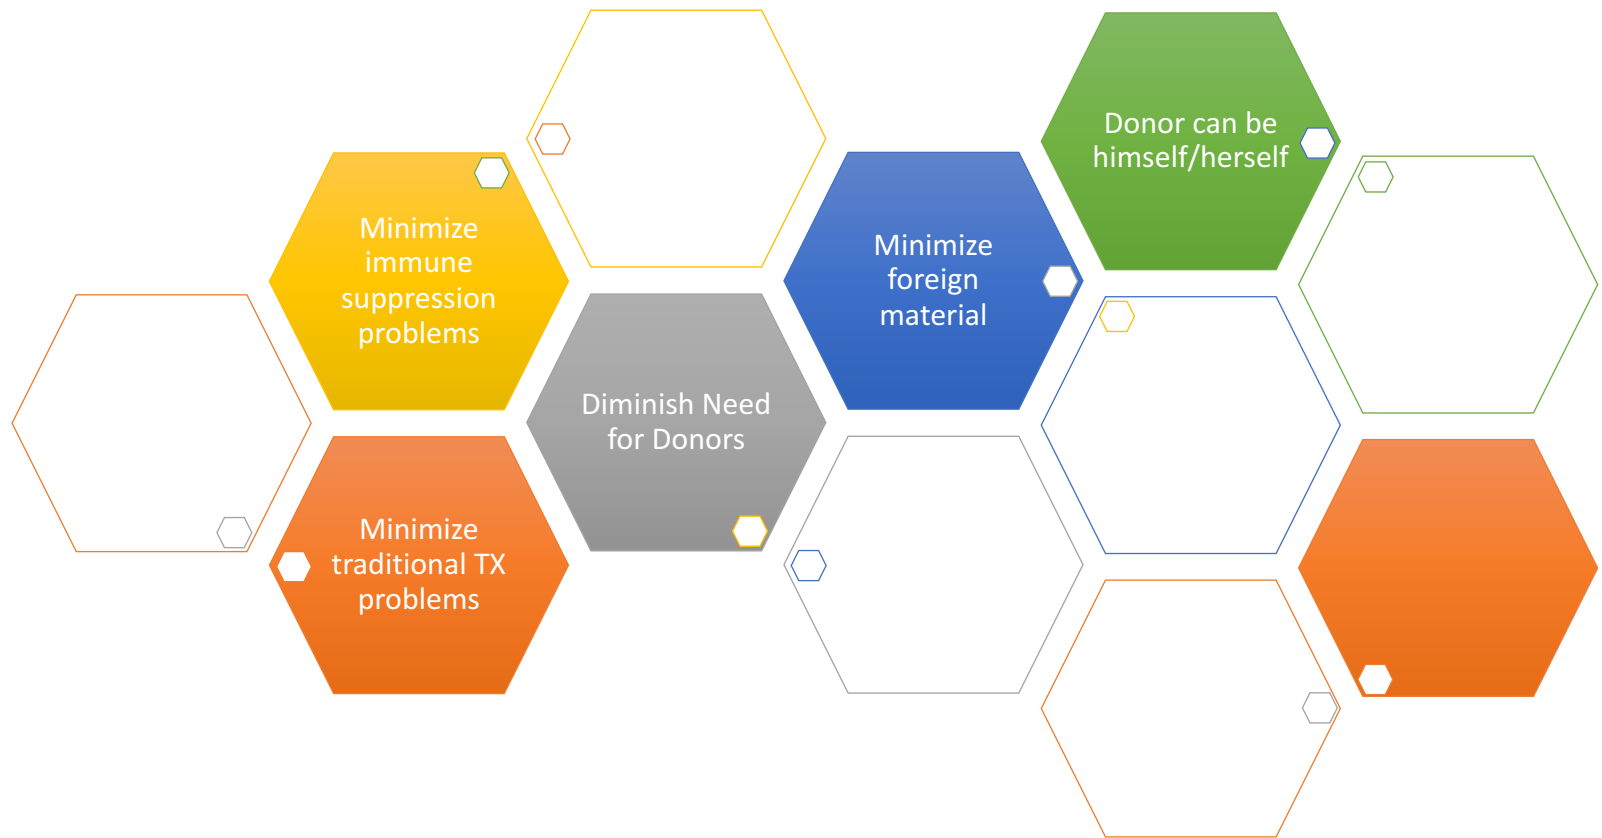 Minimize
immune
suppression
problems
Minimize
traditional TX
problems
Diminish Need
for Donors
Minimize
foreign
material
Donor can be
himself/herself